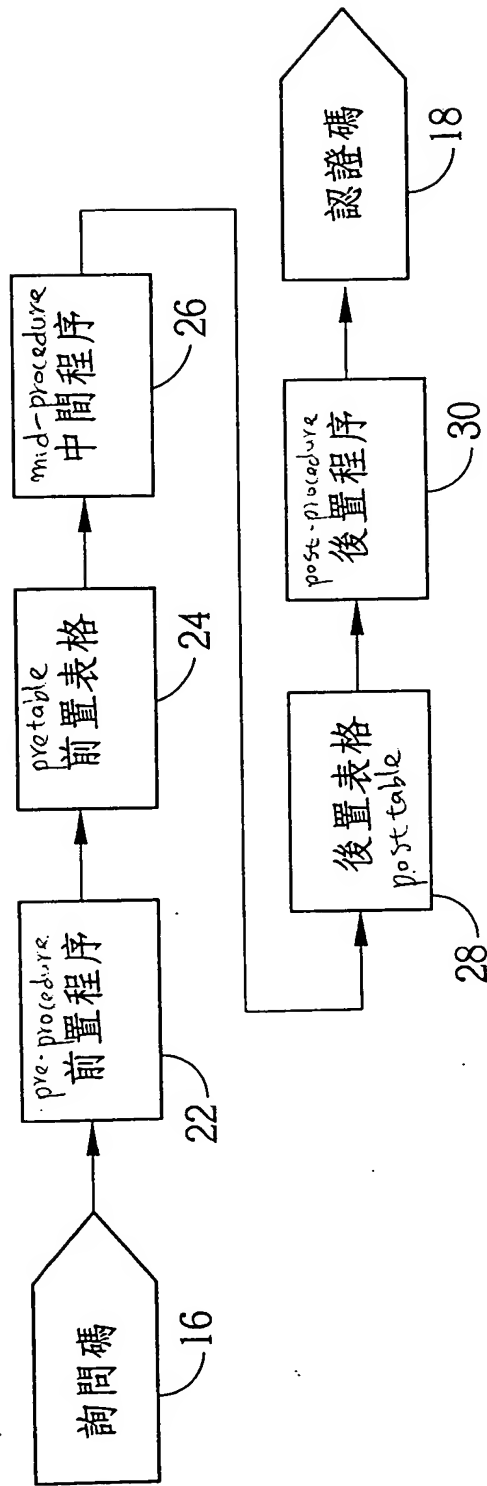 詢問碼
16
pre-procedure
前置程序
22
pretable
前置表格
24
mid-procedure
中間程序
26
後置表格
post table
28
post-procedure
後置程序
30
認證碼
18